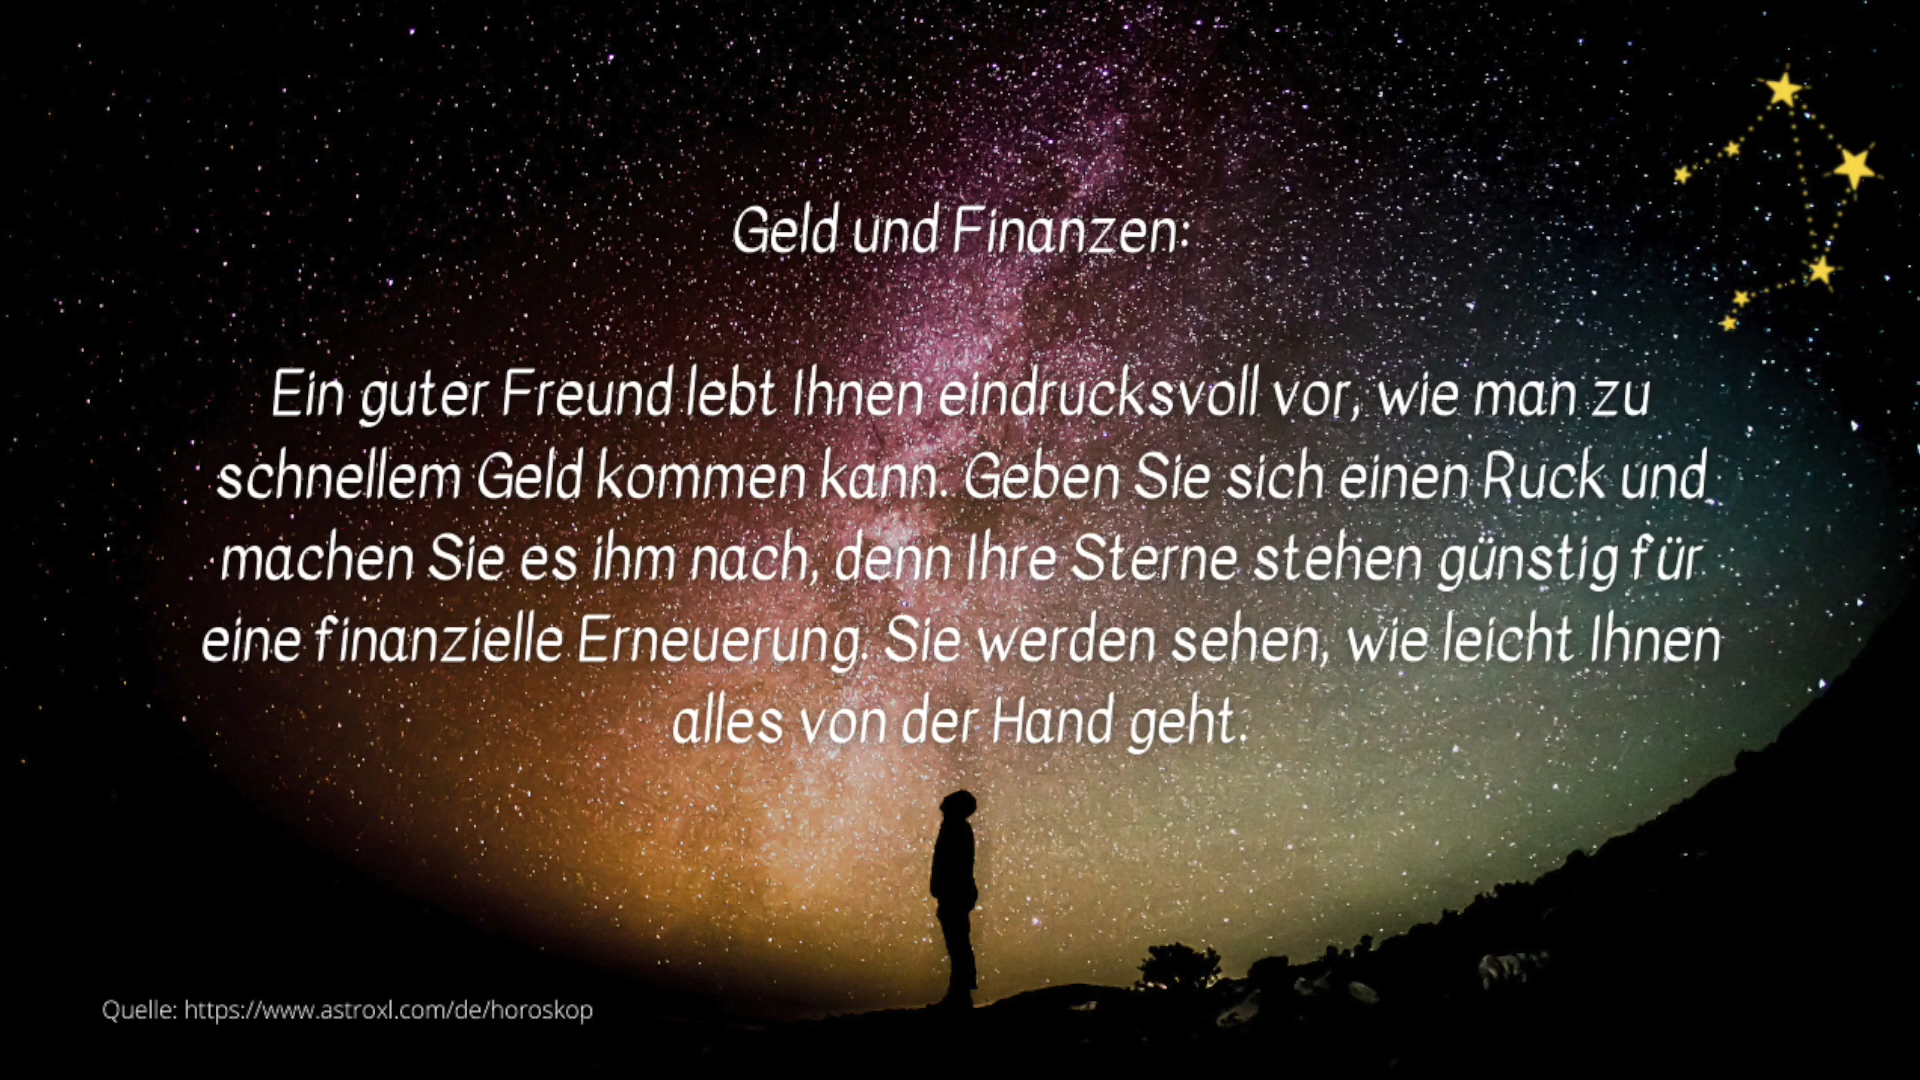 Geld und Finanzen:
Ein guter Freund lebt Ihnen eindrucksvoll vor, wie man zu
schnellem Geld kommen kann. Geben Sie sich einen Ruck und
machen Sie es ihm nach, denn Ihre Sterne stehen günstig für
eine finanzielle Erneuerung. Sie werden sehen, wie leicht Ihnen
alles von der Hand geht.
Quelle: https://www.astroxl.com/de/horoskop